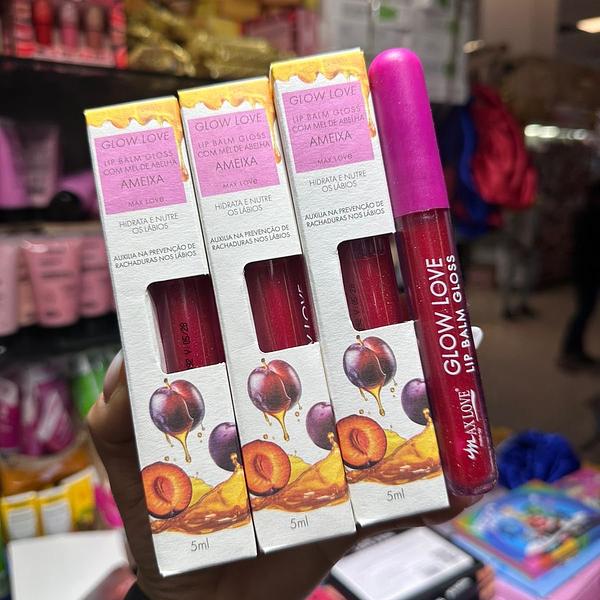 GLOW LOVE
LIP BALM GLOSS
COM MEL DE ABELHA
AMEIXA
MAX LOVE
HIDRATA E NUTRE
OS LÁBIOS
AUXILIA NA PREVENÇÃO DE
RACHADURAS NOS LÁBIOS
V: 05/28
5ml
GLOW LOVE
LIP BALM GLOSS
COM MEL DE ABELHA
AMEIXA
MAX LOVE
HIDRATA E NUTRE
OS LÁBIOS
AUXILIA NA PREVENÇÃO DE
RACHADURAS NOS LÁBIOS
5ml
GLOW LOVE
LIP BALM GLOSS
COM MEL DE ABELHA
AMEIXA
MAX LOVE
HIDRATA E NUTRE
OS LÁBIOS
AUXILIA NA PREVENÇÃO DE
RACHADURAS NOS LÁBIOS
5ml
MAX LOVE®
GLOW LOVE
LIP BALM GLOSS